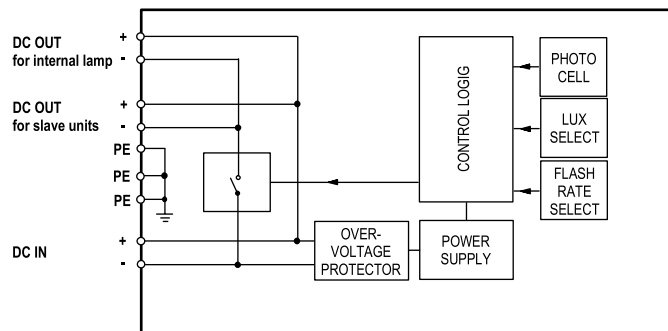 DC OUT
for internal lamp
+
-
DC OUT
for slave units
+
-
PE
PE
PE
DC IN
+
-
OVER-
VOLTAGE
PROTECTOR
CONTROL LOGIG
POWER
SUPPLY
PHOTO
CELL
LUX
SELECT
FLASH
RATE
SELECT